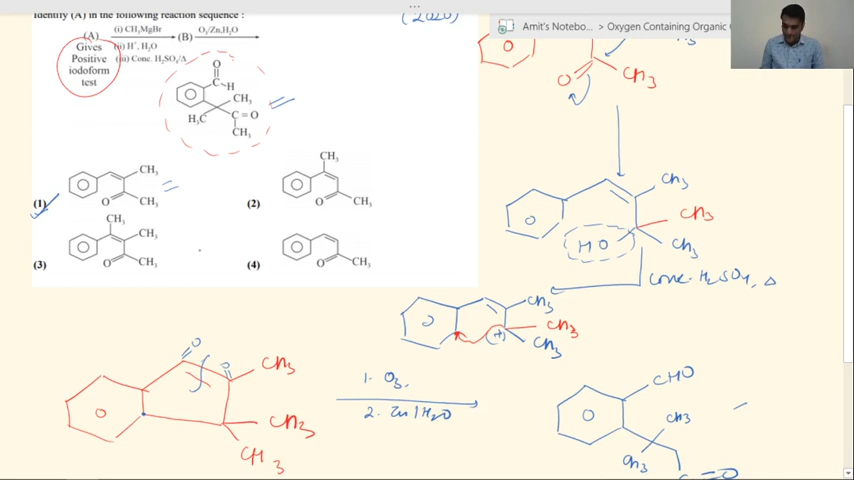 Identify (A) in the following reaction sequence :
(2020)
(A)
Gives
Positive
iodoform
test
(i) CH3MgBr
(ii) H+, H2O
(iii) Conc. H2SO4/Δ
(B)
O3/Zn,H2O
O
C
H
CH3
H3C
C = O
CH3
(1)
CH3
O
CH3
(2)
CH3
O
CH3
(3)
CH3
CH3
O
CH3
(4)
O
CH3
Amit's Notebo...
> Oxygen Containing Organic
O
CH3
CH3
CH3
HO
CH3
Conc. H2SO4, Δ
CH3
CH3
(+)
CH3
O
O
CH3
CH3
CH3
1. O3.
2. Zn/H2O
CHO
CH3
CH3
=O